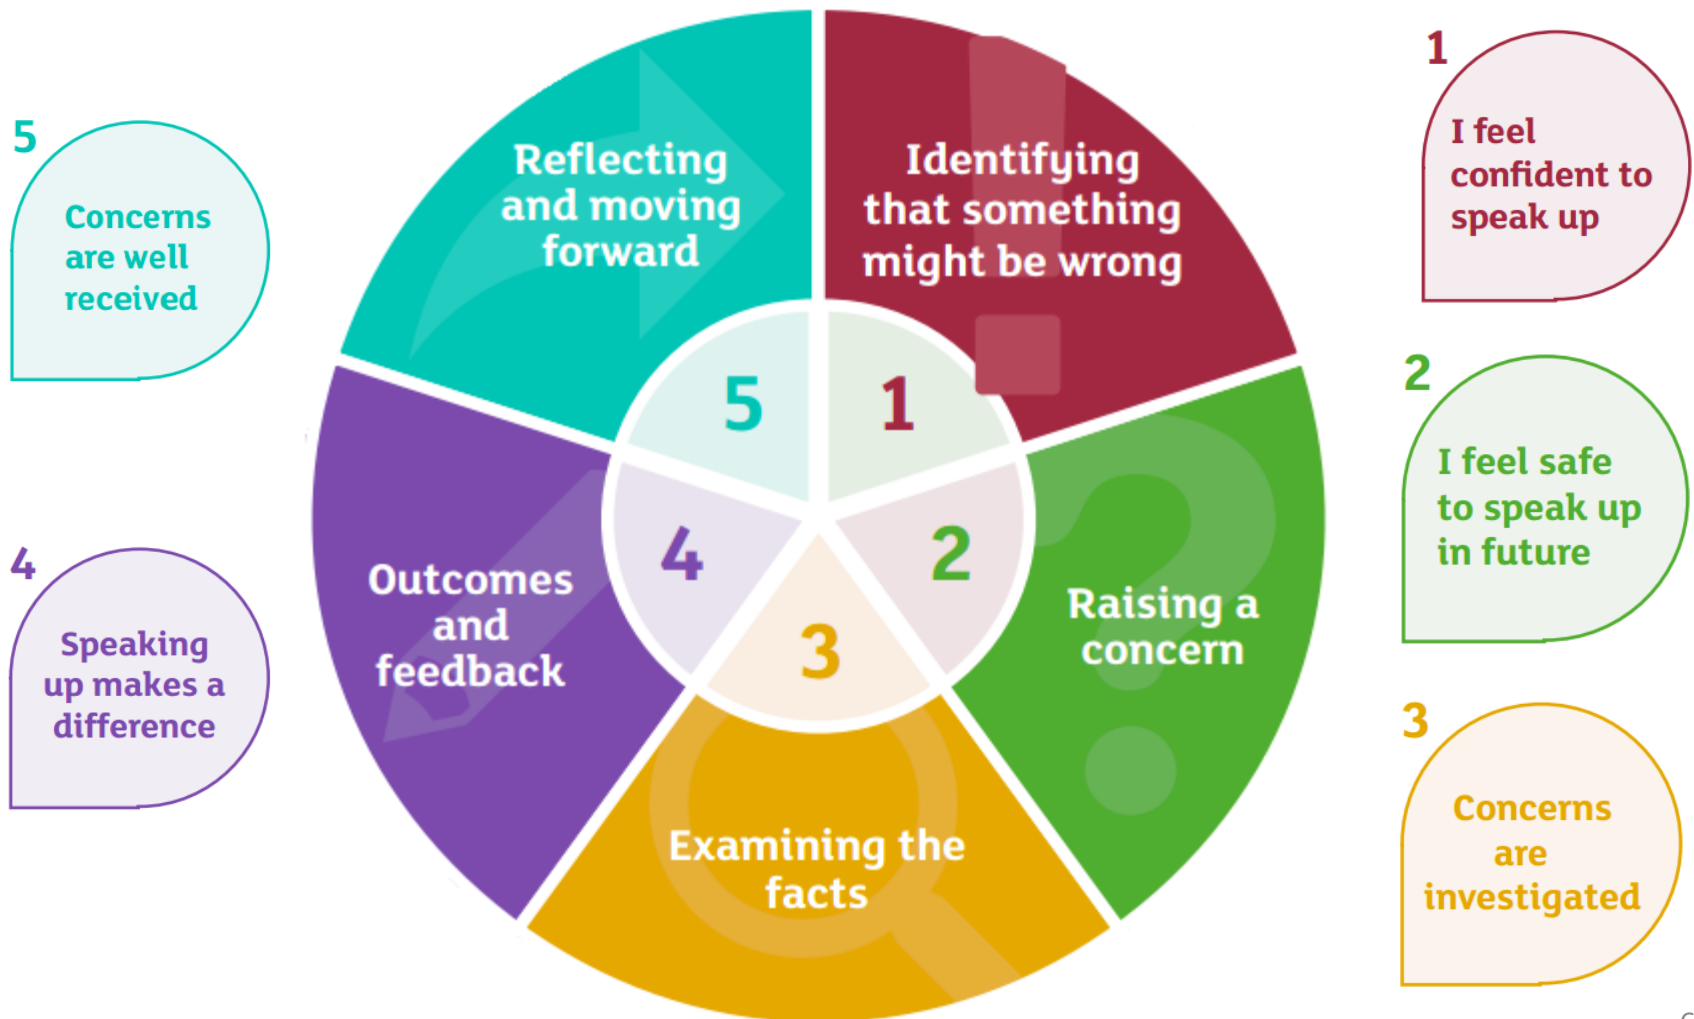 1
I feel
confident to
speak up
2
I feel safe
to speak up
in future
3
Concerns
are
investigated
4
Speaking
up makes a
difference
5
Concerns
are well
received
Identifying
that something
might be wrong
1
Raising a
concern
2
Examining the
facts
3
Outcomes
and
feedback
4
Reflecting
and moving
forward
5